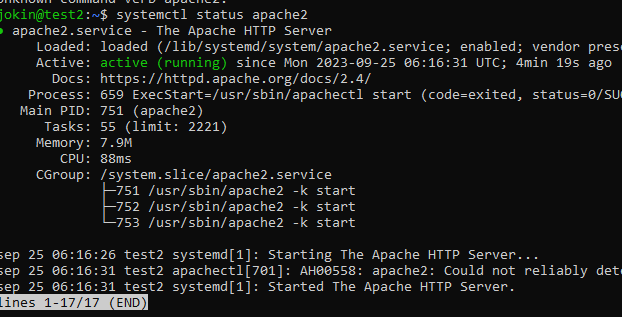 nknown command verb apache2.
jokin@test2:~$ systemctl status apache2
● apache2.service - The Apache HTTP Server
Loaded: loaded (/lib/systemd/system/apache2.service; enabled; vendor pres
Active: active (running) since Mon 2023-09-25 06:16:31 UTC; 4min 19s ago
Docs: https://httpd.apache.org/docs/2.4/
Process: 659 ExecStart=/usr/sbin/apachectl start (code=exited, status=0/SU
Main PID: 751 (apache2)
Tasks: 55 (limit: 2221)
Memory: 7.9M
CPU: 88ms
CGroup: /system.slice/apache2.service
├─751 /usr/sbin/apache2 -k start
├─752 /usr/sbin/apache2 -k start
└─753 /usr/sbin/apache2 -k start
sep 25 06:16:26 test2 systemd[1]: Starting The Apache HTTP Server...
sep 25 06:16:31 test2 apachectl[701]: AH00558: apache2: Could not reliably dete
sep 25 06:16:31 test2 systemd[1]: Started The Apache HTTP Server.
lines 1-17/17 (END)